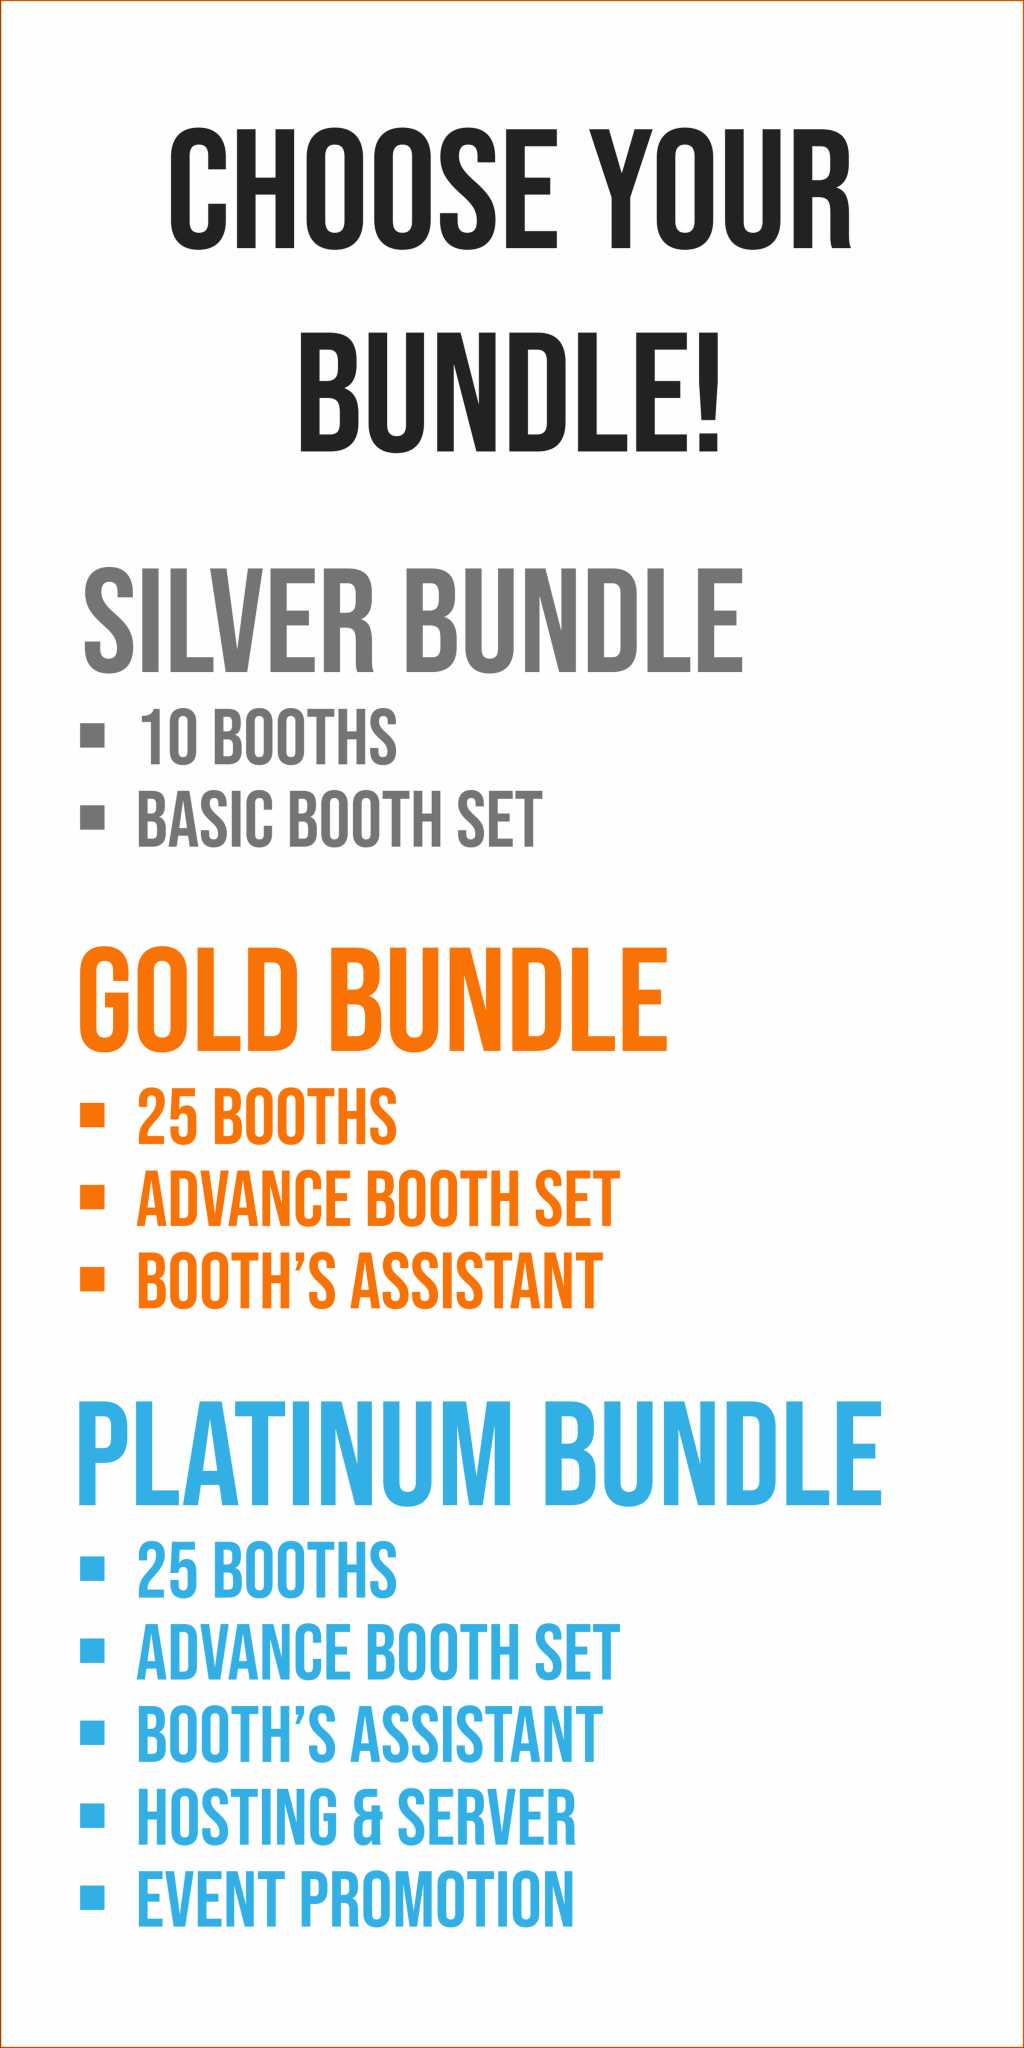 CHOOSE YOUR
BUNDLE!
SILVER BUNDLE
▪ 10 BOOTHS
▪ BASIC BOOTH SET
GOLD BUNDLE
▪ 25 BOOTHS
▪ ADVANCE BOOTH SET
▪ BOOTH’S ASSISTANT
PLATINUM BUNDLE
▪ 25 BOOTHS
▪ ADVANCE BOOTH SET
▪ BOOTH’S ASSISTANT
▪ HOSTING & SERVER
▪ EVENT PROMOTION